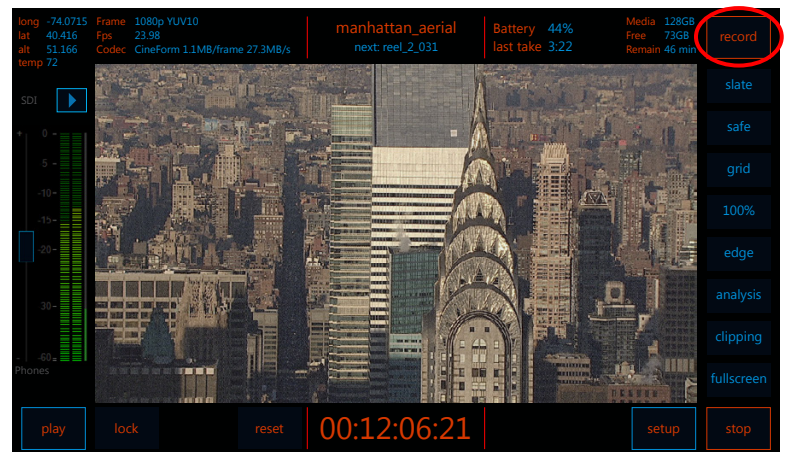 long -74.0715
lat 40.416
alt 51.166
temp 72
Frame 1080p YUV10
Fps 23.98
Codec CineForm 1.1MB/frame 27.3MB/s
manhattan_aerial
next: reel_2_031
Battery 44%
last take 3:22
Media 128GB
Free 73GB
Remain 46 min
record
SDI
slate
safe
grid
100%
edge
analysis
clipping
fullscreen
+
0
5
-10-
-15-
-20-
30-
-
-60
Phones
play
lock
reset
00:12:06:21
setup
stop